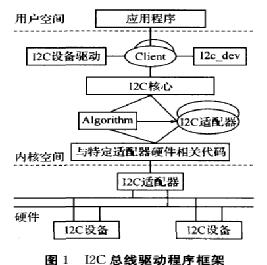 用户空间
应用程序
I2C设备驱动
Client
I2c_dev
I2C核心
Algorithm
I2C适配器
内核空间
与特定适配器硬件相关代码
I2C适配器
硬件
I2C设备
I2C设备
图 1 I2C 总线驱动程序框架